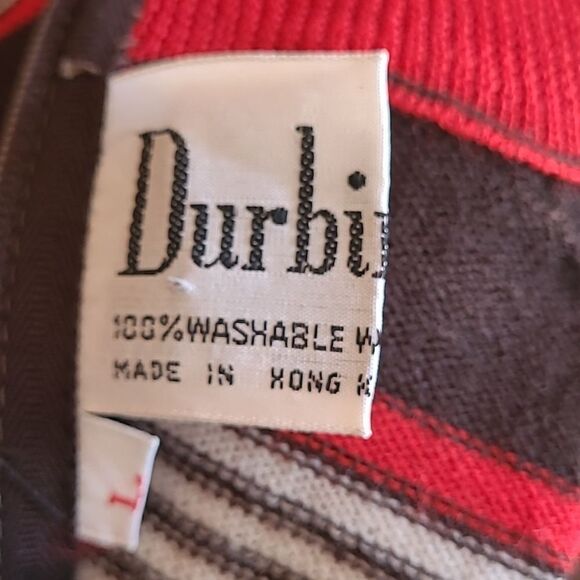 Durbi
100% WASHABLE W
MADE IN HONG K
L